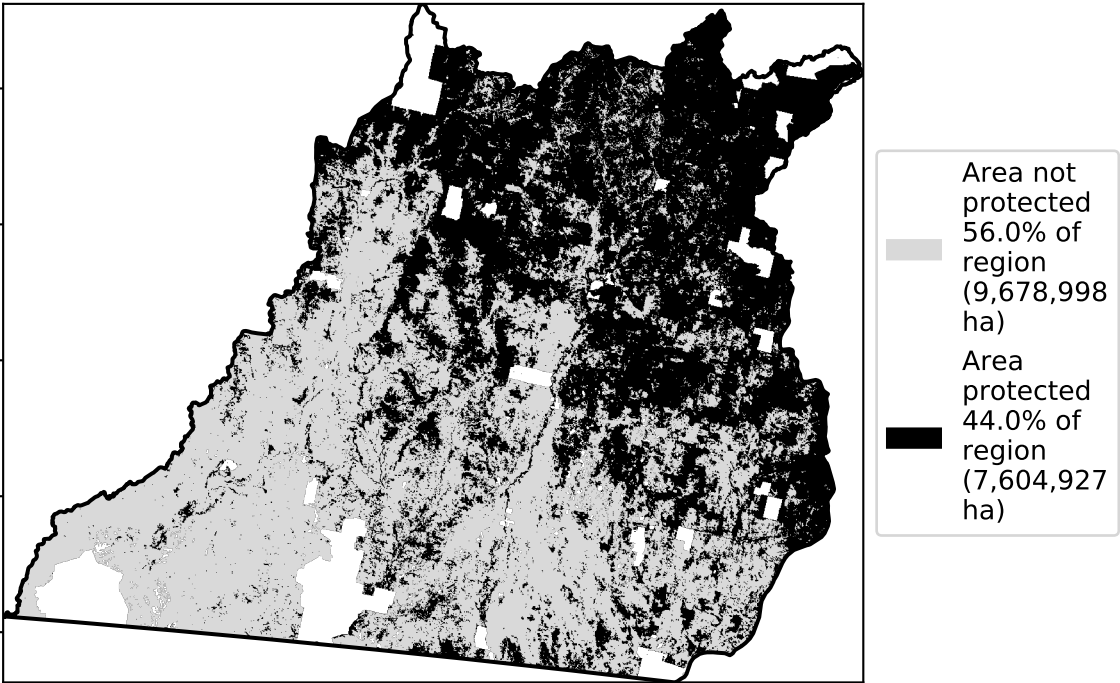 Area not
protected
56.0% of
region
(9,678,998
ha)
Area
protected
44.0% of
region
(7,604,927
ha)